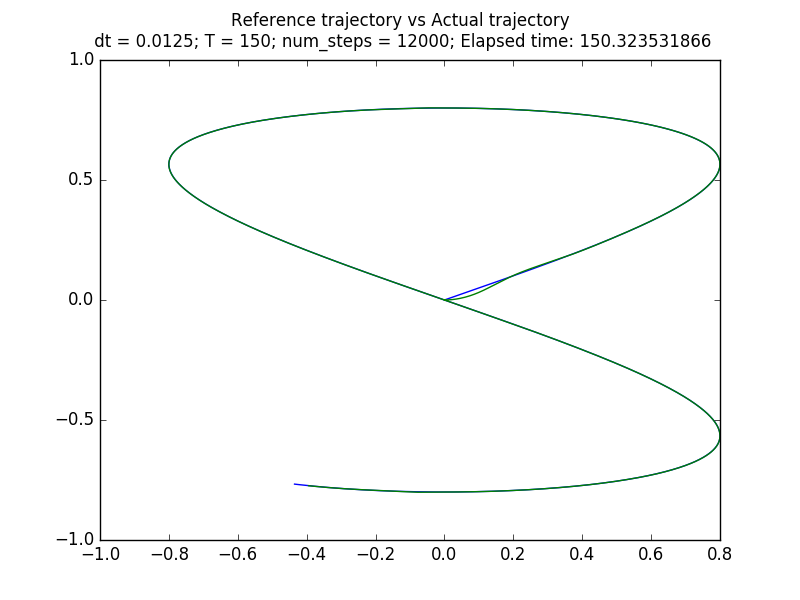 Reference trajectory vs Actual trajectory
dt = 0.0125; T = 150; num_steps = 12000; Elapsed time: 150.323531866
1.0
0.5
0.0
−0.5
−1.0
−1.0 −0.8 −0.6 −0.4 −0.2 0.0 0.2 0.4 0.6 0.8